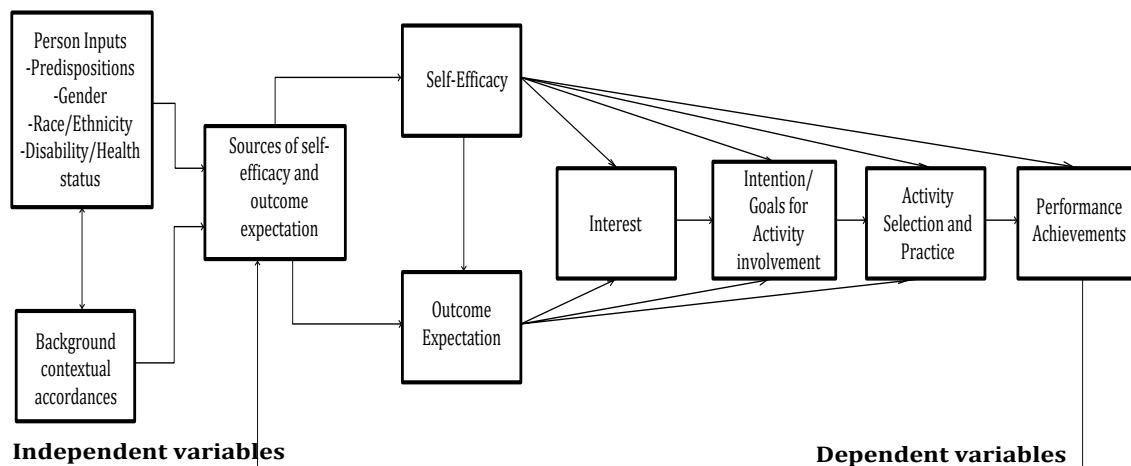 Person Inputs
-Predispositions
-Gender
-Race/Ethnicity
-Disability/Health
status
Background
contextual
accordances
Sources of self-
efficacy and
outcome
expectation
Self-Efficacy
Outcome
Expectation
Interest
Intention/
Goals for
Activity
involvement
Activity
Selection and
Practice
Performance
Achievements
Independent variables
Dependent variables